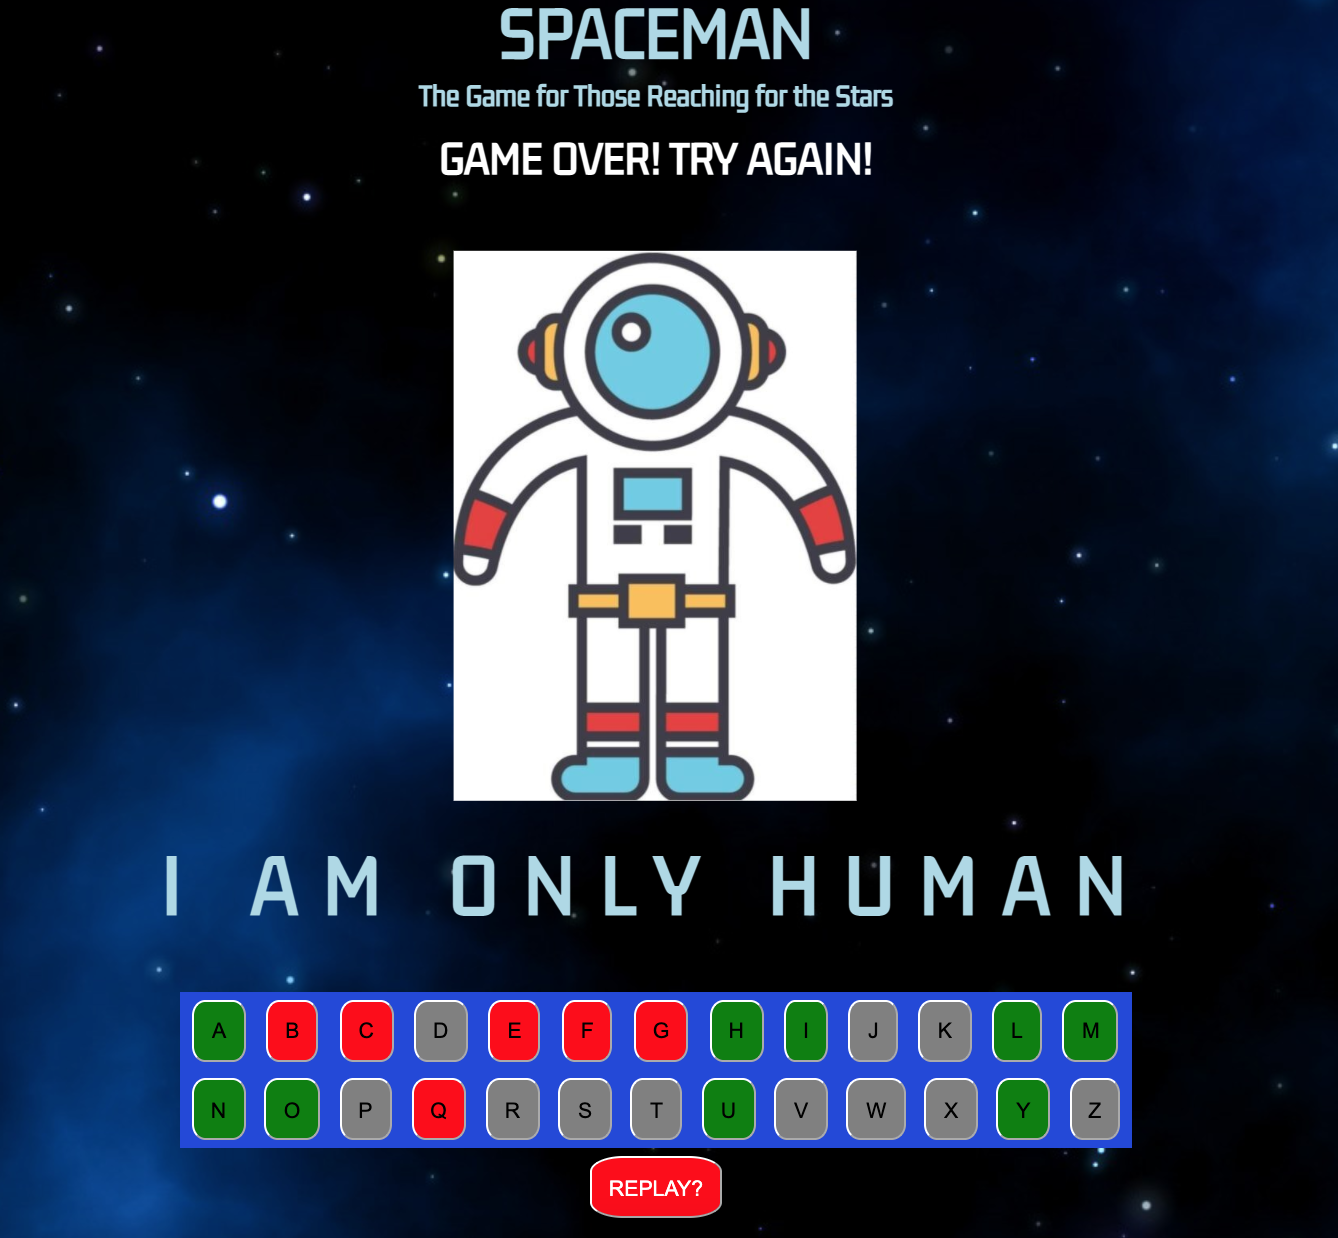 SPACEMAN
The Game for Those Reaching for the Stars
GAME OVER! TRY AGAIN!
I AM ONLY HUMAN
A B C D E F G H I J K L M
N O P Q R S T U V W X Y Z
REPLAY?